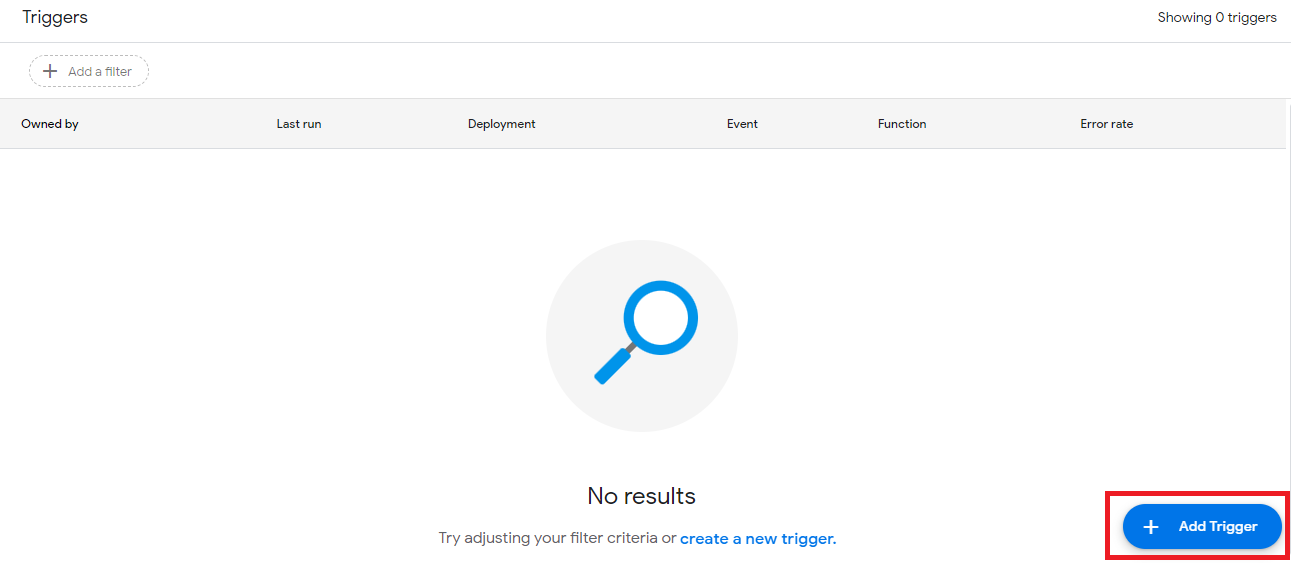 Triggers
Showing 0 triggers
Add a filter
Owned by Last run Deployment Event Function Error rate
No results
Try adjusting your filter criteria or create a new trigger.
Add Trigger